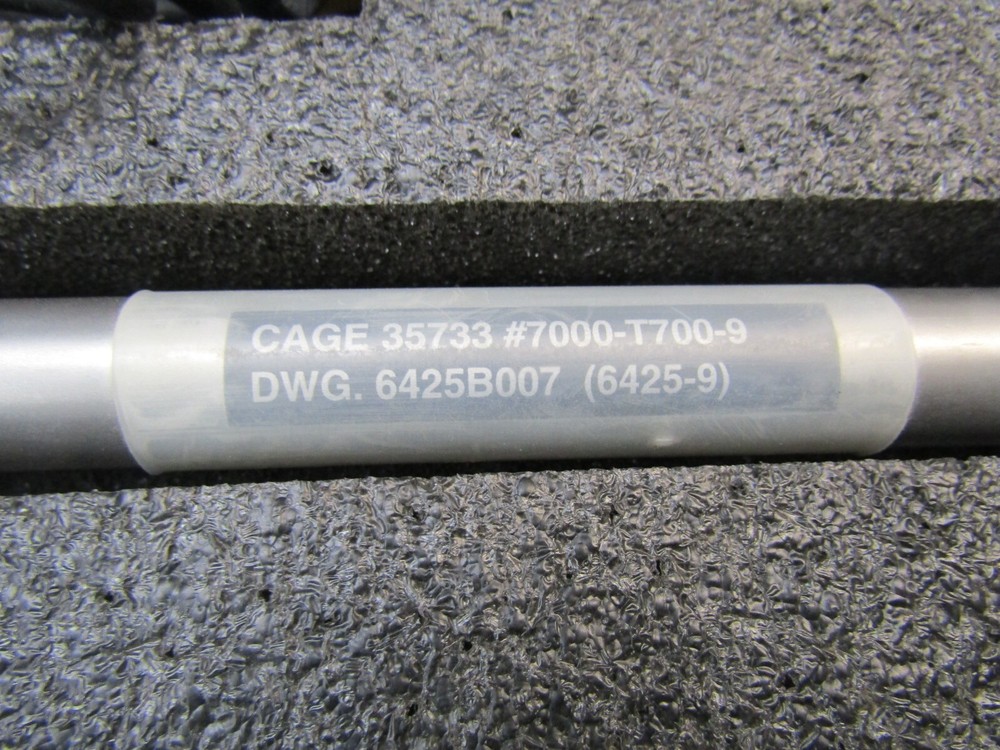 CAGE 35733 #7000-T700-9
DWG. 6425B007 (6425-9)